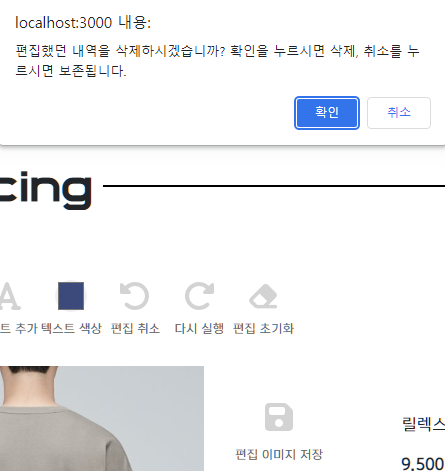 localhost:3000 내용:
편집했던 내역을 삭제하시겠습니까? 확인을 누르시면 삭제, 취소를 누
르시면 보존됩니다.
확인 취소
cing
트 추가 텍스트 색상 편집 취소 다시 실행 편집 초기화
편집 이미지 저장
릴렉스
9,500